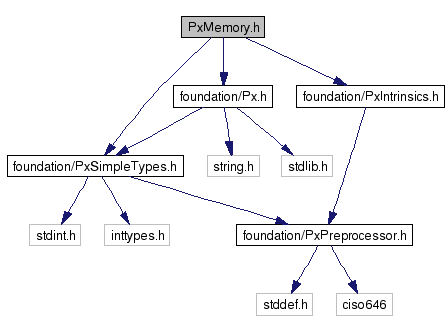 PxMemory.h
foundation/Px.h
foundation/PxIntrinsics.h
foundation/PxSimpleTypes.h
string.h
stdlib.h
stdint.h
inttypes.h
foundation/PxPreprocessor.h
stddef.h
ciso646